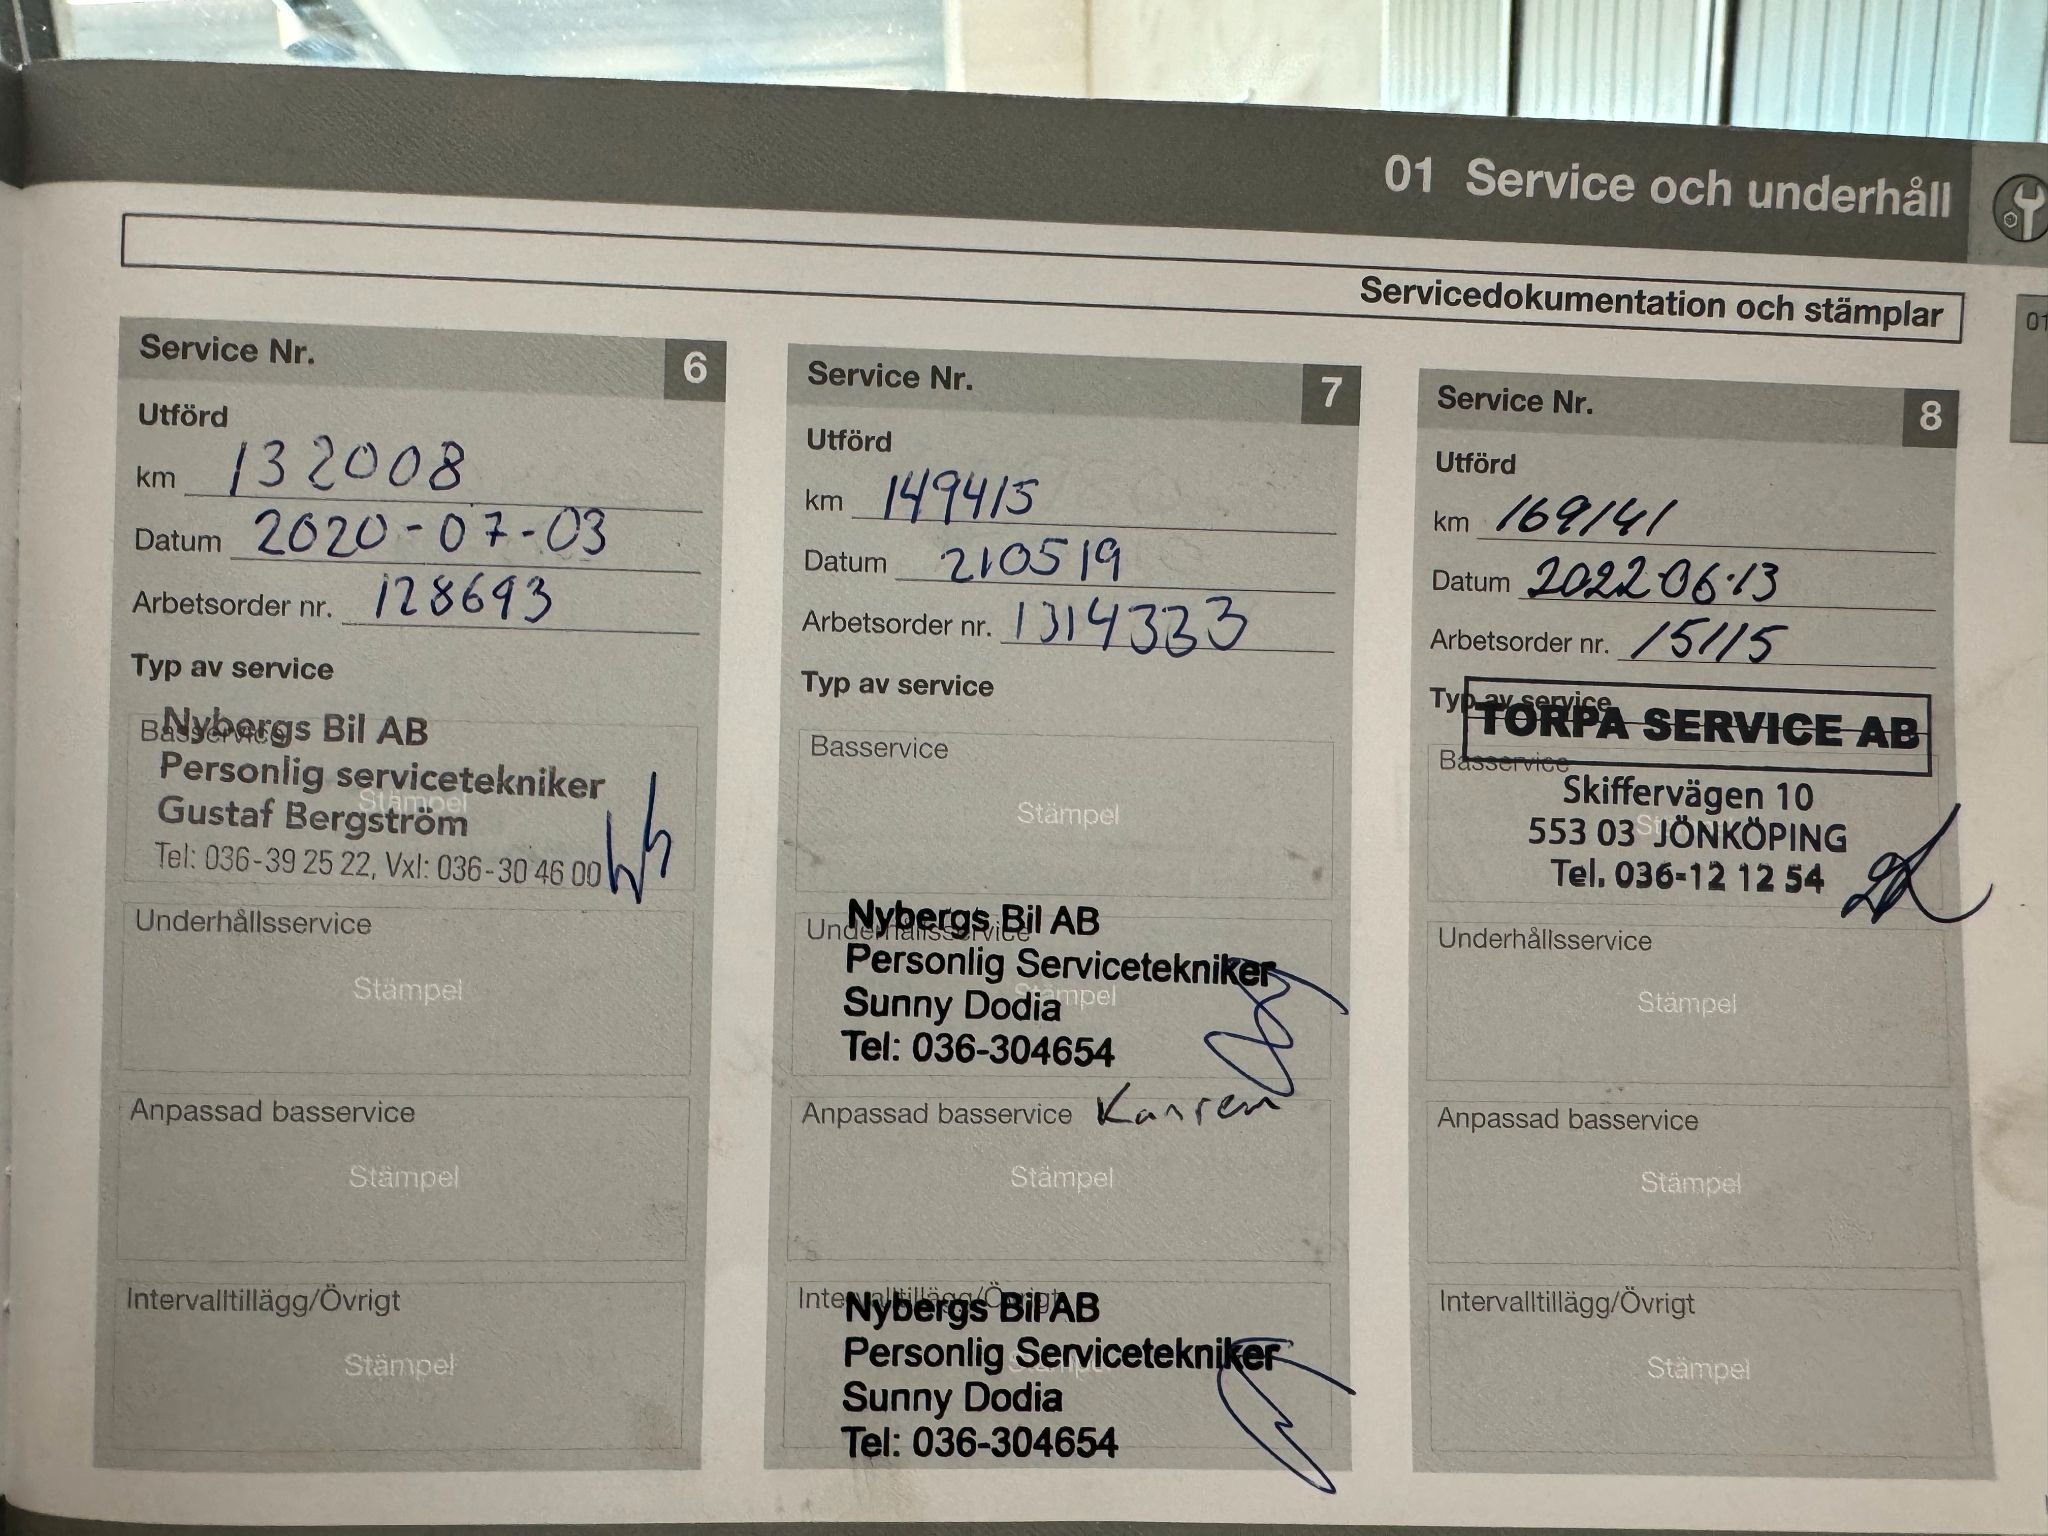 01 Service och underhåll
Servicedokumentation och stämplar
01
Service Nr. 6
Utförd
km 132008
Datum 2020-07-03
Arbetsorder nr. 128693
Typ av service
Basservice
Stämpel
Nybergs Bil AB
Personlig servicetekniker
Gustaf Bergström
Tel: 036-39 25 22, Vxl: 036-30 46 00
Underhållsservice
Stämpel
Anpassad basservice
Stämpel
Intervalltillägg/Övrigt
Stämpel
Service Nr. 7
Utförd
km 149415
Datum 210519
Arbetsorder nr. 1314333
Typ av service
Basservice
Stämpel
Underhållsservice
Stämpel
Nybergs Bil AB
Personlig Servicetekniker
Sunny Dodia
Tel: 036-304654
Anpassad basservice Kamrem
Stämpel
Intervalltillägg/Övrigt
Nybergs Bil AB
Personlig Servicetekniker
Sunny Dodia
Tel: 036-304654
Service Nr. 8
Utförd
km 169141
Datum 2022.06.13
Arbetsorder nr. 15115
Typ av service
TORPA SERVICE AB
Basservice
Skiffervägen 10
553 03 JÖNKÖPING
Tel. 036-12 12 54
Underhållsservice
Stämpel
Anpassad basservice
Stämpel
Intervalltillägg/Övrigt
Stämpel